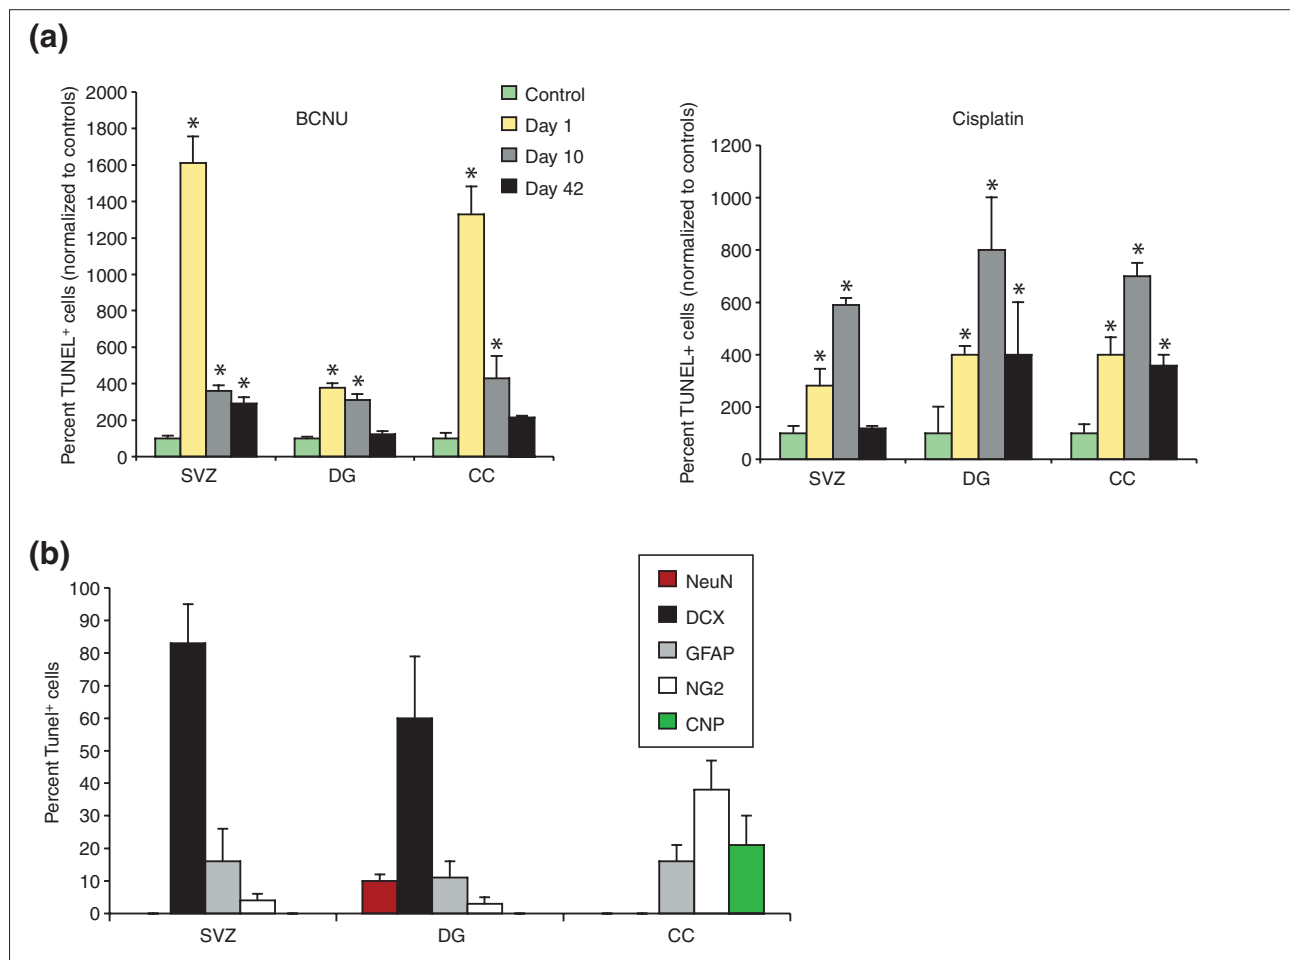 (a)
Percent TUNEL+ cells (normalized to controls)
2000
1800
1600
1400
1200
1000
800
600
400
200
0
BCNU
* * * * * * *
SVZ DG CC
Control
Day 1
Day 10
Day 42
Percent TUNEL+ cells (normalized to controls)
1200
1000
800
600
400
200
0
Cisplatin
* * * * * * * *
SVZ DG CC
(b)
Percent Tunel+ cells
100
90
80
70
60
50
40
30
20
10
0
SVZ DG CC
NeuN
DCX
GFAP
NG2
CNP